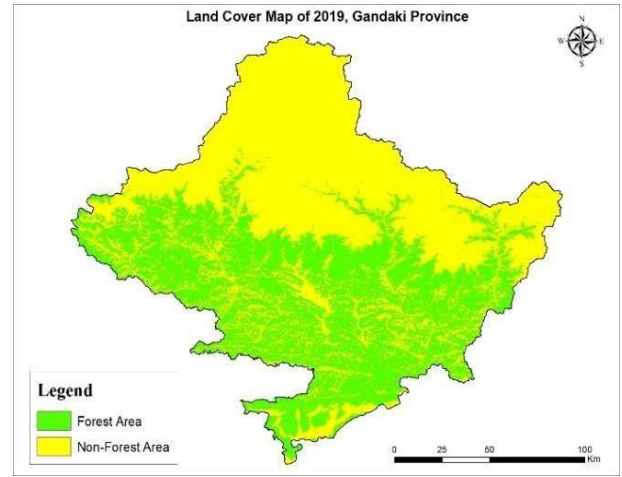 Land Cover Map of 2019, Gandaki Province
N
W E
S
Legend
Forest Area
Non-Forest Area
0 25 50 100
Km